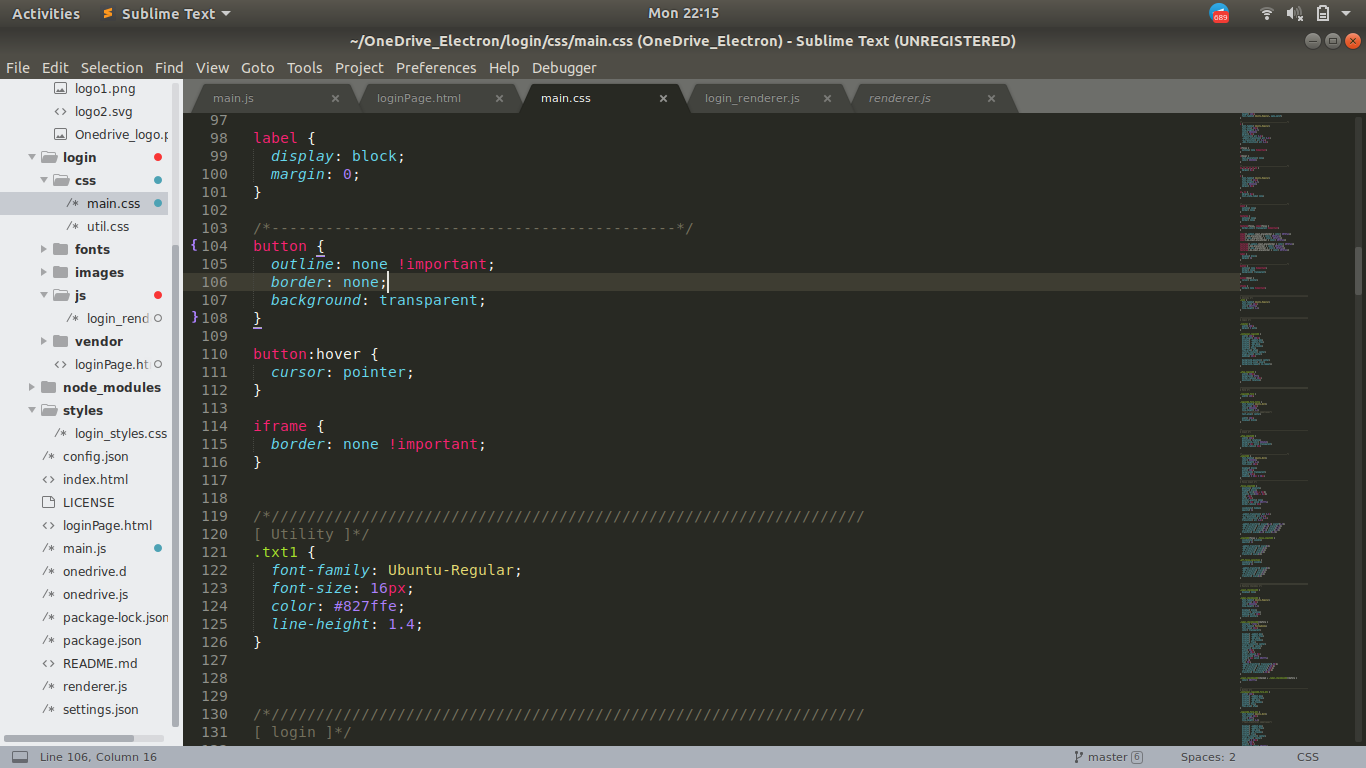 Activities Sublime Text Mon 22:15 689
~/OneDrive_Electron/login/css/main.css (OneDrive_Electron) - Sublime Text (UNREGISTERED)
File Edit Selection Find View Goto Tools Project Preferences Help Debugger
main.js loginPage.html main.css login_renderer.js renderer.js
logo1.png
logo2.svg
Onedrive_logo.p
login
css
main.css
util.css
fonts
images
js
login_rend
vendor
loginPage.ht
node_modules
styles
login_styles.css
config.json
index.html
LICENSE
loginPage.html
main.js
onedrive.d
onedrive.js
package-lock.json
package.json
README.md
renderer.js
settings.json
97
98 label {
99 display: block;
100 margin: 0;
101 }
102
103 /*---------------------------------------------*/
104 button {
105 outline: none !important;
106 border: none;
107 background: transparent;
108 }
109
110 button:hover {
111 cursor: pointer;
112 }
113
114 iframe {
115 border: none !important;
116 }
117
118
119 /*//////////////////////////////////////////////////////////////////
120 [ Utility ]*/
121 .txt1 {
122 font-family: Ubuntu-Regular;
123 font-size: 16px;
124 color: #827ffe;
125 line-height: 1.4;
126 }
127
128
129
130 /*//////////////////////////////////////////////////////////////////
131 [ login ]*/
Line 106, Column 16 master 6 Spaces: 2 CSS